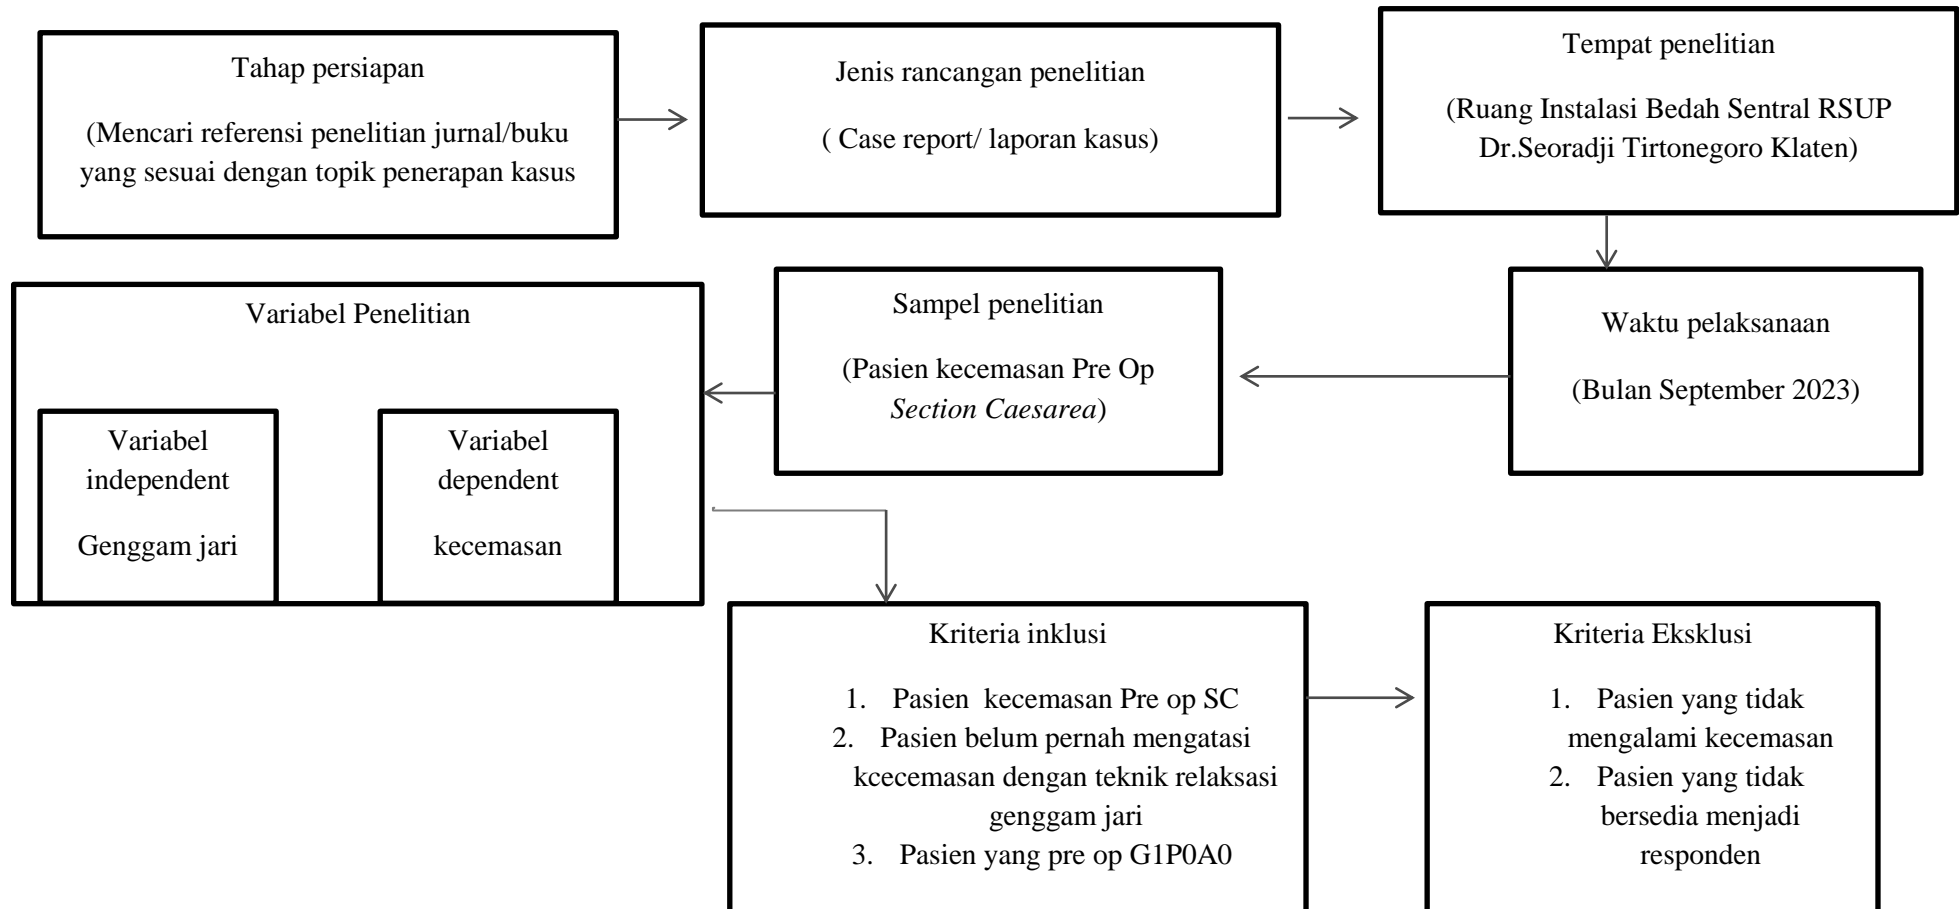 Tahap persiapan
(Mencari referensi penelitian jurnal/buku
yang sesuai dengan topik penerapan kasus
Jenis rancangan penelitian
( Case report/ laporan kasus)
Tempat penelitian
(Ruang Instalasi Bedah Sentral RSUP
Dr.Seoradji Tirtonegoro Klaten)
Waktu pelaksanaan
(Bulan September 2023)
Sampel penelitian
(Pasien kecemasan Pre Op
Section Caesarea)
Variabel Penelitian
Variabel
independent
Genggam jari
Variabel
dependent
kecemasan
Kriteria inklusi
1. Pasien kecemasan Pre op SC
2. Pasien belum pernah mengatasi
kcecemasan dengan teknik relaksasi
genggam jari
3. Pasien yang pre op G1P0A0
Kriteria Eksklusi
1. Pasien yang tidak
mengalami kecemasan
2. Pasien yang tidak
bersedia menjadi
responden